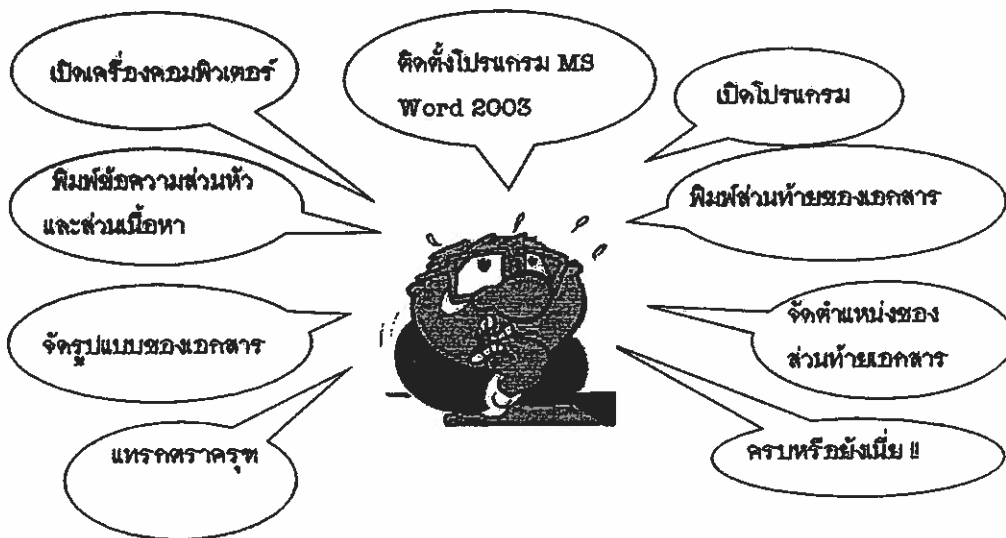 เปิดเครื่องคอมพิวเตอร์
ติดตั้งโปรแกรม MS
Word 2003
เปิดโปรแกรม
พิมพ์ข้อความส่วนหัว
และส่วนเนื้อหา
พิมพ์ส่วนท้ายของเอกสาร
จัดรูปแบบของเอกสาร
จัดตำแหน่งของ
ส่วนท้ายเอกสาร
แทรกตราครุฑ
ครบหรือยังเนี่ย !!